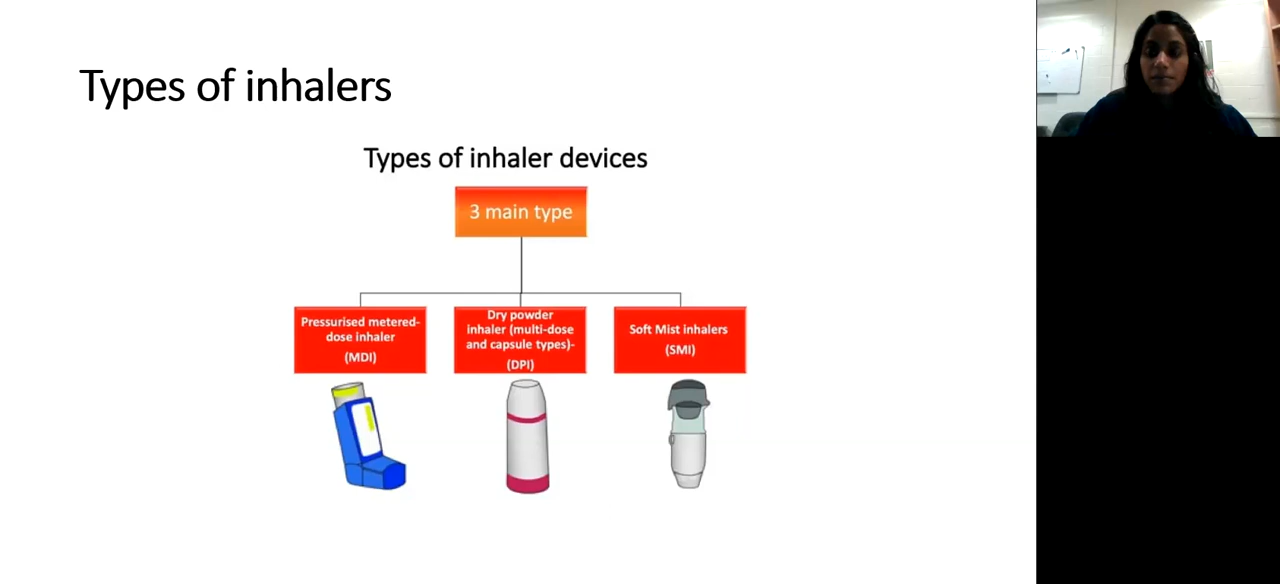 Types of inhalers
Types of inhaler devices
3 main type
Pressurised metered-
dose inhaler
(MDI)
Dry powder
inhaler (multi-dose
and capsule types)-
(DPI)
Soft Mist inhalers
(SMI)